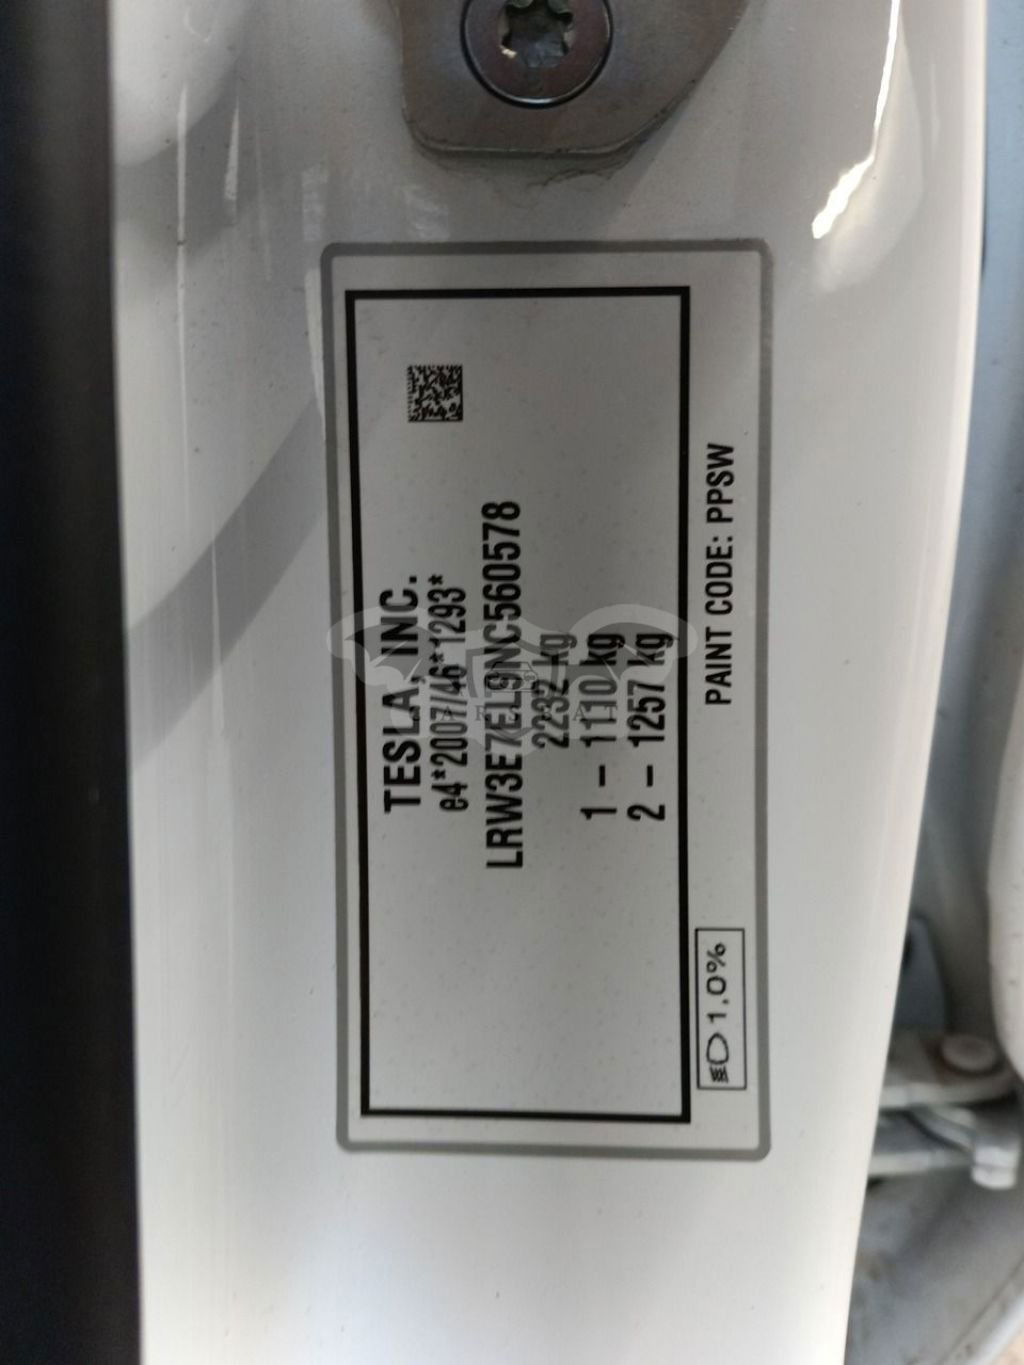 TESLA, INC.
e4*2007/46*1293*
LRW3E7EL9NC560578
2232 kg
1 – 1110 kg
2 – 1257 kg
1.0%
PAINT CODE: PPSW